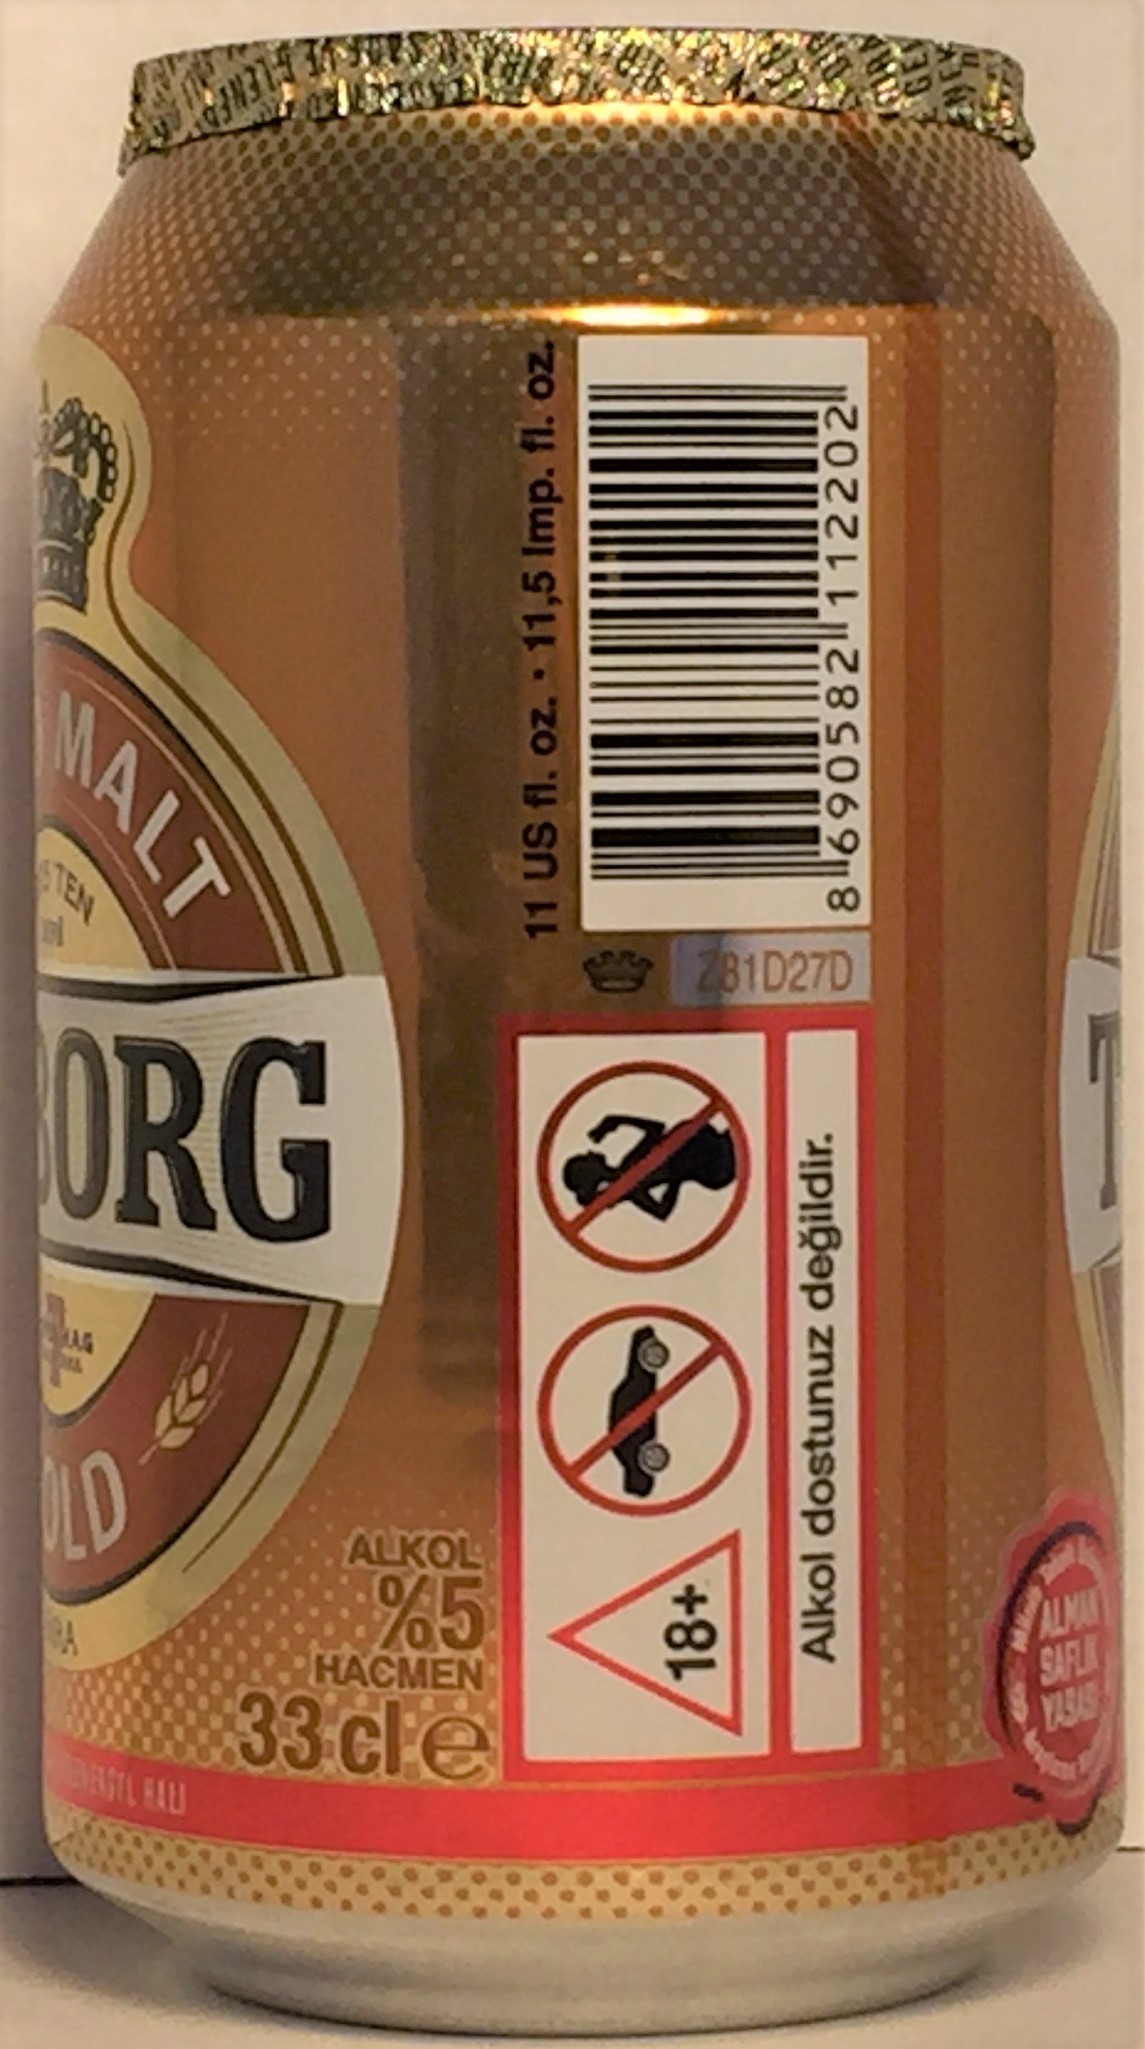 MALT
TEN
BORG
OLD
ALKOL
%5
HACMEN
33 cl e
11 US fl. oz. · 11,5 Imp. fl. oz.
8 690582 112202
Z81D27D
18+
Alkol dostunuz değildir.
T
ALMAN
SAFLIK
YASASI